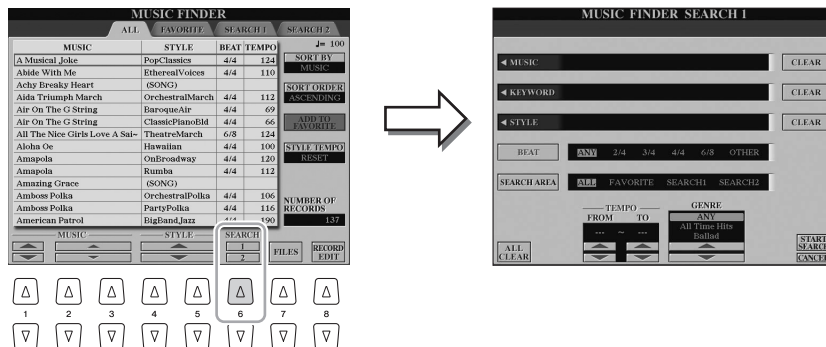 MUSIC FINDER
ALL FAVORITE SEARCH 1 SEARCH 2
MUSIC STYLE BEAT TEMPO ♩= 100
A Musical Joke PopClassics 4/4 124
Abide With Me EtherealVoices 4/4 110
Achy Breaky Heart (SONG)
Aida Triumph March OrchestralMarch 4/4 112
Air On The G String BaroqueAir 4/4 69
Air On The G String ClassicPianoBld 4/4 66
All The Nice Girls Love A Sai~ TheatreMarch 6/8 124
Aloha Oe Hawaiian 4/4 100
Amapola OnBroadway 4/4 120
Amapola Rumba 4/4 112
Amazing Grace (SONG)
Amboss Polka OrchestralPolka 4/4 106
Amboss Polka PartyPolka 4/4 116
American Patrol BigBandJazz 4/4 190
SORT BY
MUSIC
SORT ORDER
ASCENDING
ADD TO
FAVORITE
STYLE TEMPO
RESET
NUMBER OF
RECORDS
137
MUSIC STYLE SEARCH
1
2
FILES
RECORD
EDIT
1 2 3 4 5 6 7 8
MUSIC FINDER SEARCH 1
MUSIC CLEAR
KEYWORD CLEAR
STYLE CLEAR
BEAT ANY 2/4 3/4 4/4 6/8 OTHER
SEARCH AREA ALL FAVORITE SEARCH1 SEARCH2
TEMPO
FROM TO
--- ~ ---
GENRE
ANY
All Time Hits
Ballad
ALL
CLEAR
START
SEARCH
CANCEL